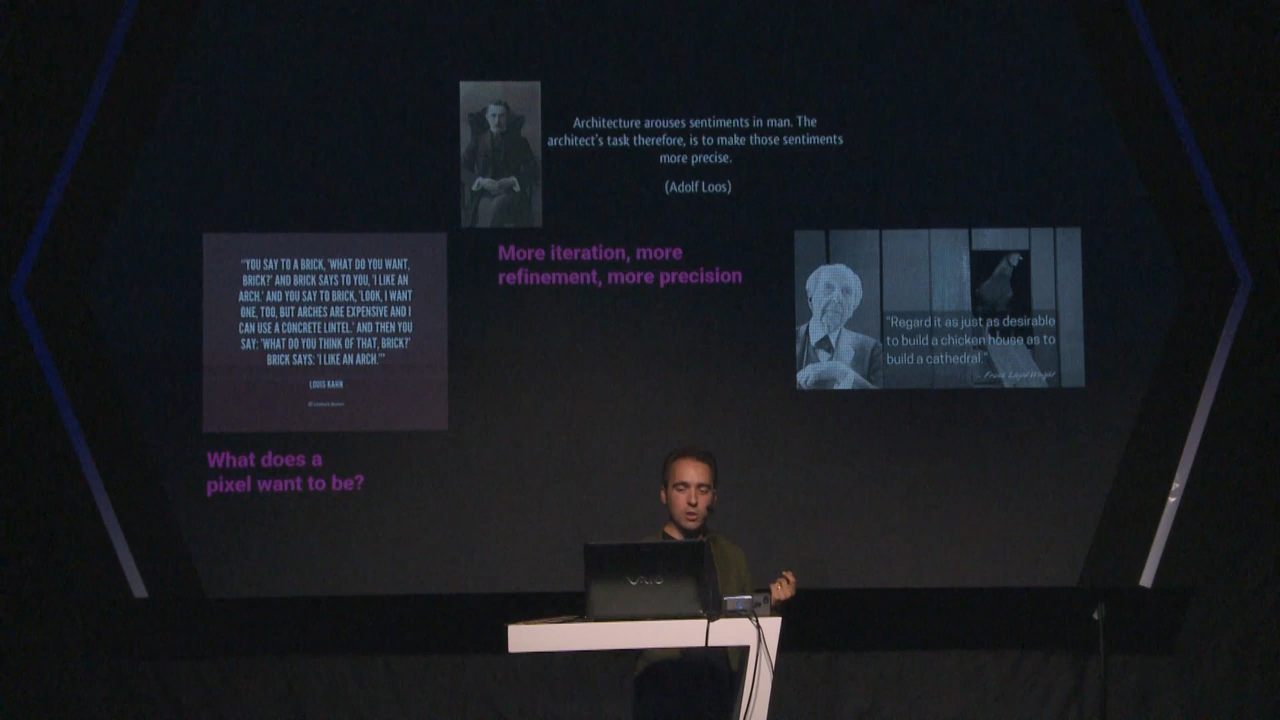 Architecture arouses sentiments in man. The
architect's task therefore, is to make those sentiments
more precise.
(Adolf Loos)
More iteration, more
refinement, more precision
"YOU SAY TO A BRICK, 'WHAT DO YOU WANT,
BRICK?' AND BRICK SAYS TO YOU, 'I LIKE AN
ARCH.' AND YOU SAY TO BRICK, 'LOOK, I WANT
ONE, TOO, BUT ARCHES ARE EXPENSIVE AND I
CAN USE A CONCRETE LINTEL.' AND THEN YOU
SAY: 'WHAT DO YOU THINK OF THAT, BRICK?'
BRICK SAYS: 'I LIKE AN ARCH.'"
LOUIS KAHN
What does a
pixel want to be?
"Regard it as just as desirable
to build a chicken house as to
build a cathedral."
- Frank Lloyd Wright
VAIO